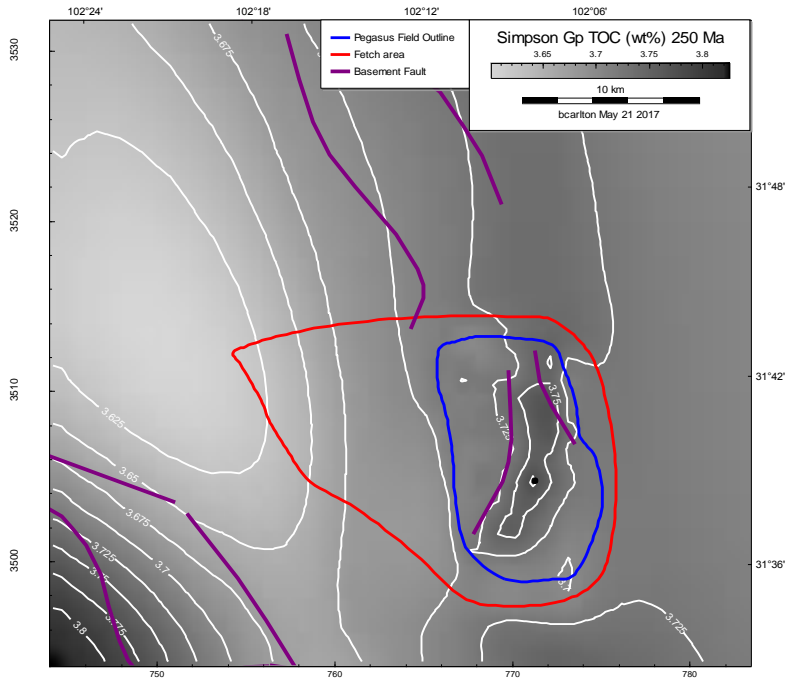 102°24' 102°18' 102°12' 102°06'
Pegasus Field Outline
Fetch area
Basement Fault
Simpson Gp TOC (wt%) 250 Ma
3.65 3.7 3.75 3.8
10 km
bcarlton May 21 2017
3530
3520
3510
3500
31°48'
31°42'
31°36'
3.675
3.625
3.65
3.675
3.7
3.725
3.775
3.8
3.75
3.725
3.725
750 760 770 780